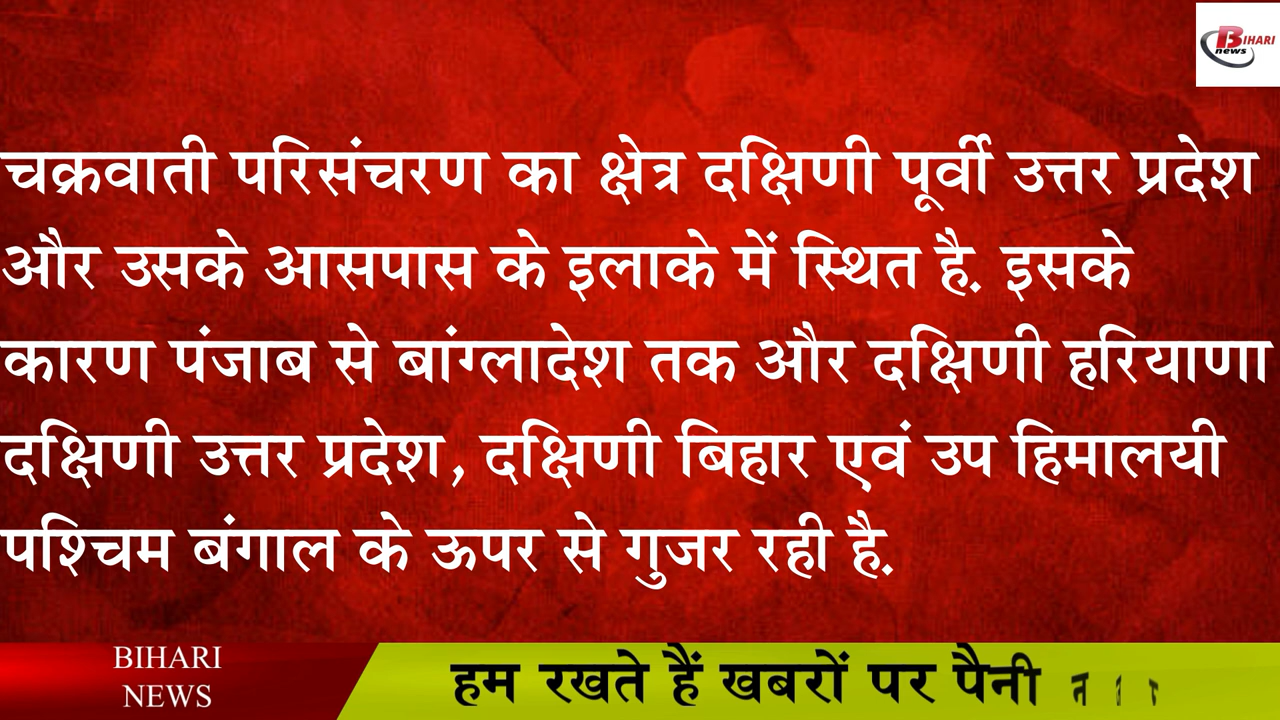 BIHARI
news
चक्रवाती परिसंचरण का क्षेत्र दक्षिणी पूर्वी उत्तर प्रदेश
और उसके आसपास के इलाके में स्थित है. इसके
कारण पंजाब से बांग्लादेश तक और दक्षिणी हरियाणा
दक्षिणी उत्तर प्रदेश, दक्षिणी बिहार एवं उप हिमालयी
पश्चिम बंगाल के ऊपर से गुजर रही है.
BIHARI
NEWS
हम रखते हैं खबरों पर पैनी